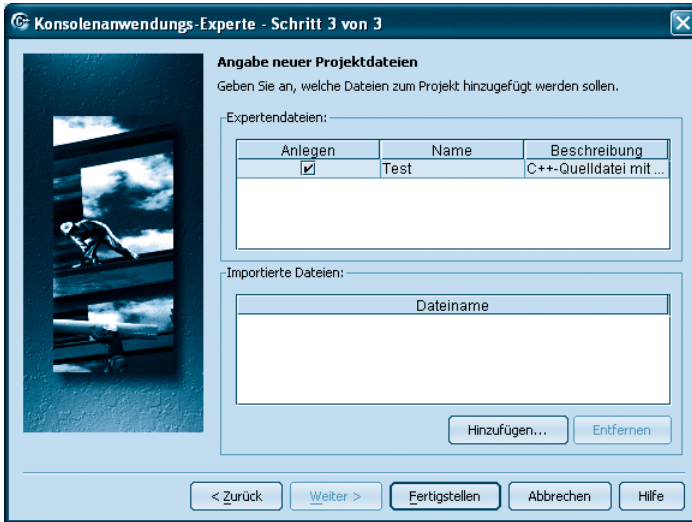 Konsolenanwendungs-Experte - Schritt 3 von 3
Angabe neuer Projektdateien
Geben Sie an, welche Dateien zum Projekt hinzugefügt werden sollen.
Expertendateien:
Anlegen Name Beschreibung
Test C++-Quelldatei mit ...
Importierte Dateien:
Dateiname
Hinzufügen... Entfernen
< Zurück Weiter > Fertigstellen Abbrechen Hilfe